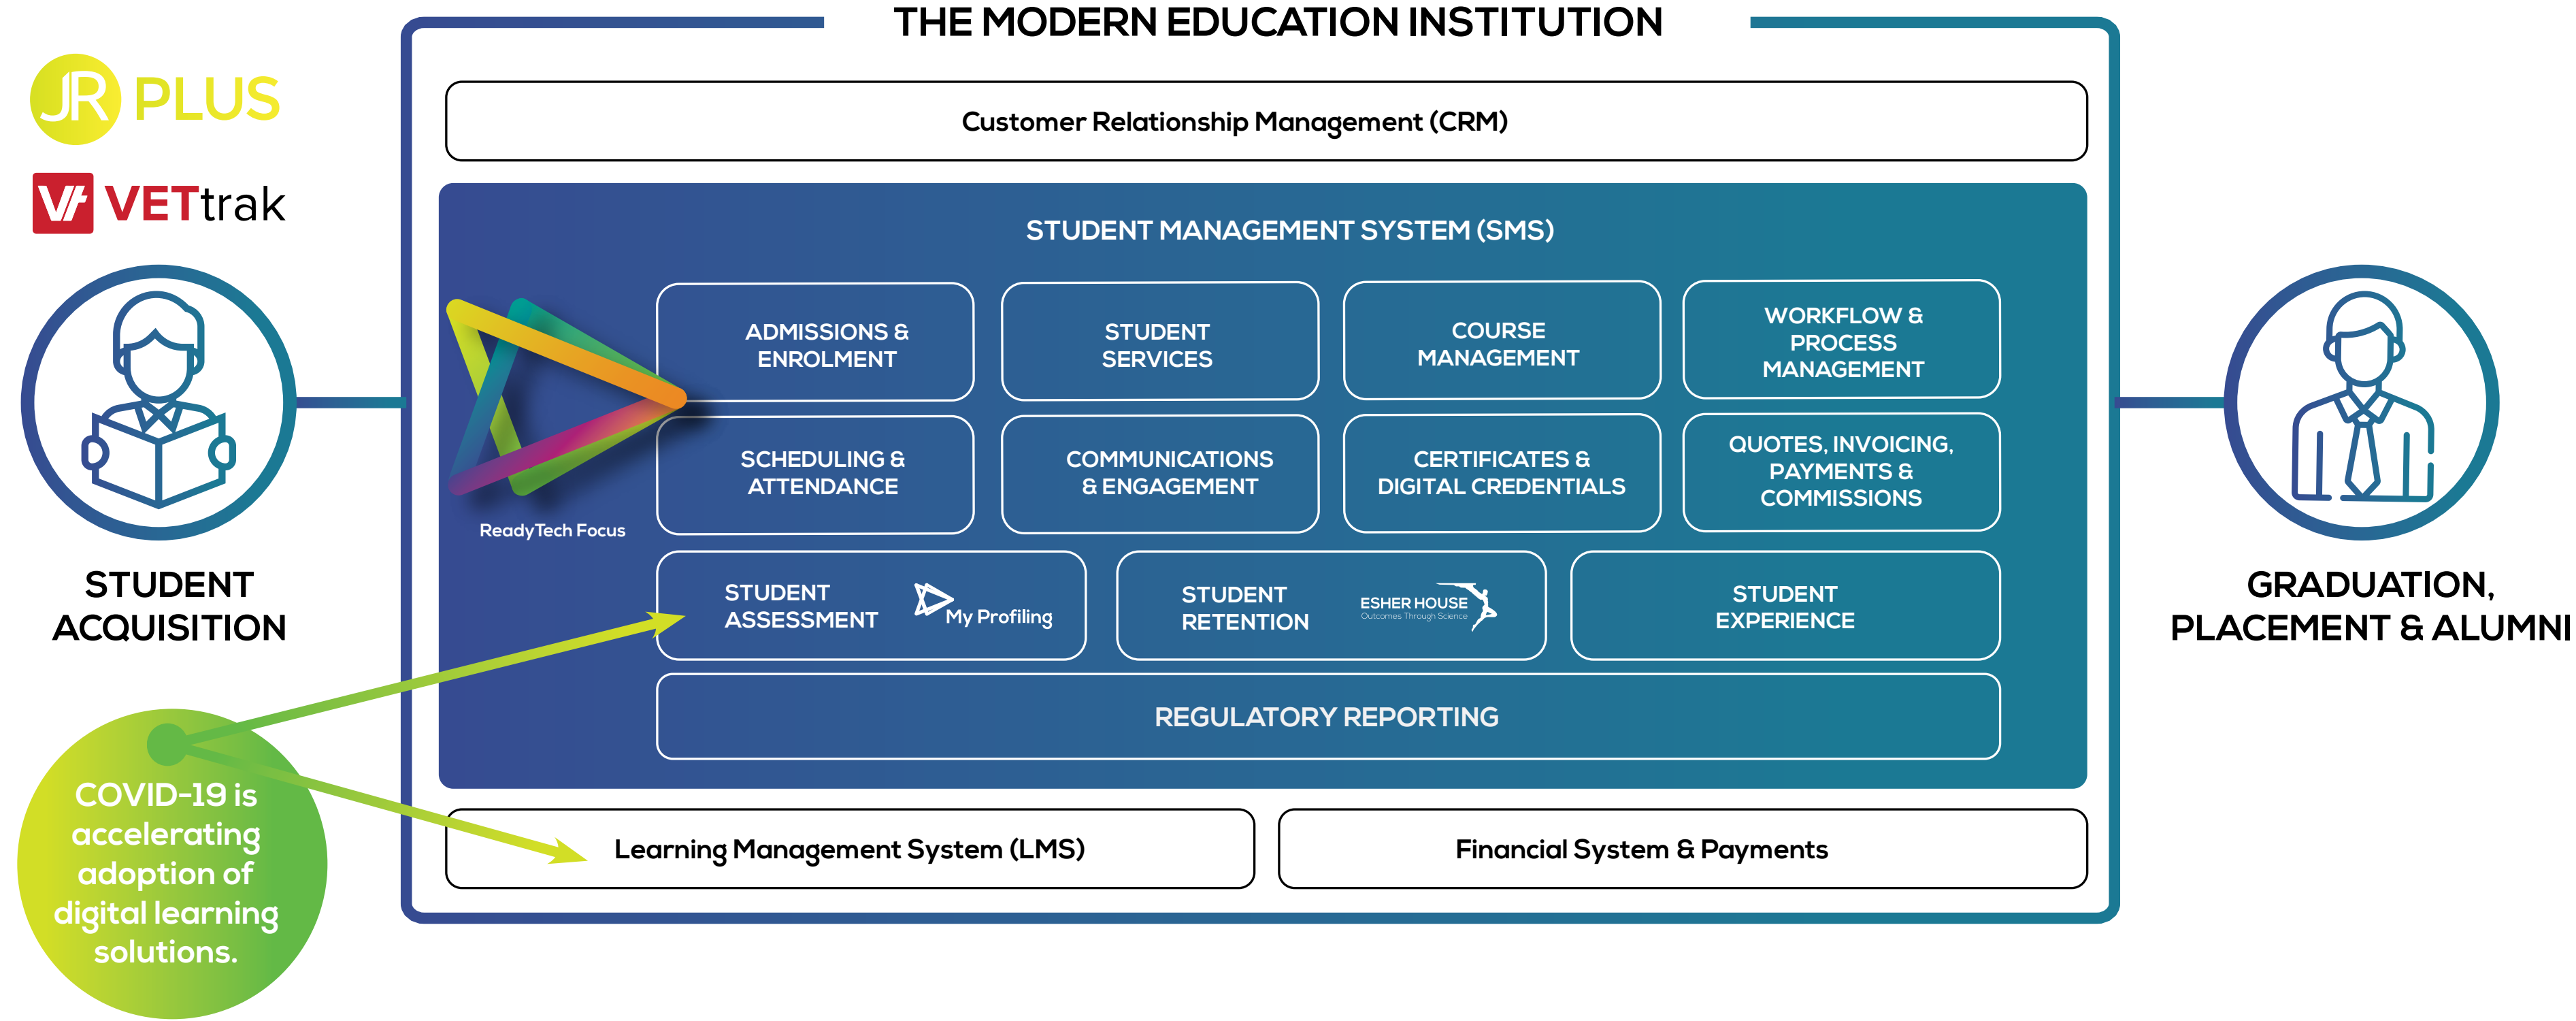 THE MODERN EDUCATION INSTITUTION
JR PLUS
VETtrak
STUDENT
ACQUISITION
COVID-19 is
accelerating
adoption of
digital learning
solutions.
Customer Relationship Management (CRM)
STUDENT MANAGEMENT SYSTEM (SMS)
ReadyTech Focus
ADMISSIONS &
ENROLMENT
STUDENT
SERVICES
COURSE
MANAGEMENT
WORKFLOW &
PROCESS
MANAGEMENT
SCHEDULING &
ATTENDANCE
COMMUNICATIONS
& ENGAGEMENT
CERTIFICATES &
DIGITAL CREDENTIALS
QUOTES, INVOICING,
PAYMENTS &
COMMISSIONS
STUDENT
ASSESSMENT
My Profiling
STUDENT
RETENTION
ESHER HOUSE
Outcomes Through Science
STUDENT
EXPERIENCE
REGULATORY REPORTING
Learning Management System (LMS)
Financial System & Payments
GRADUATION,
PLACEMENT & ALUMNI